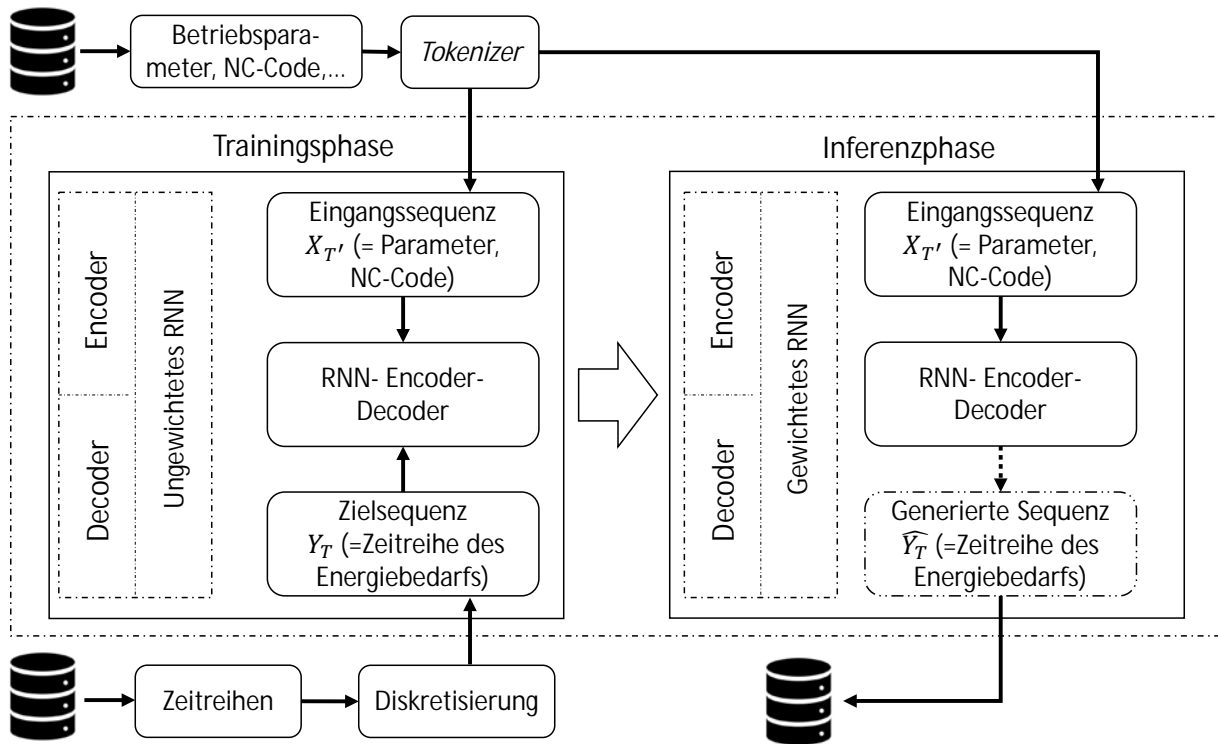 Betriebspara-
meter, NC-Code,...
Tokenizer
Trainingsphase
Encoder
Decoder
Ungewichtetes RNN
Eingangssequenz
X_T' (= Parameter,
NC-Code)
RNN- Encoder-
Decoder
Zielsequenz
Y_T (=Zeitreihe des
Energiebedarfs)
Inferenzphase
Encoder
Decoder
Gewichtetes RNN
Eingangssequenz
X_T' (= Parameter,
NC-Code)
RNN- Encoder-
Decoder
Generierte Sequenz
Ŷ_T (=Zeitreihe des
Energiebedarfs)
Zeitreihen
Diskretisierung